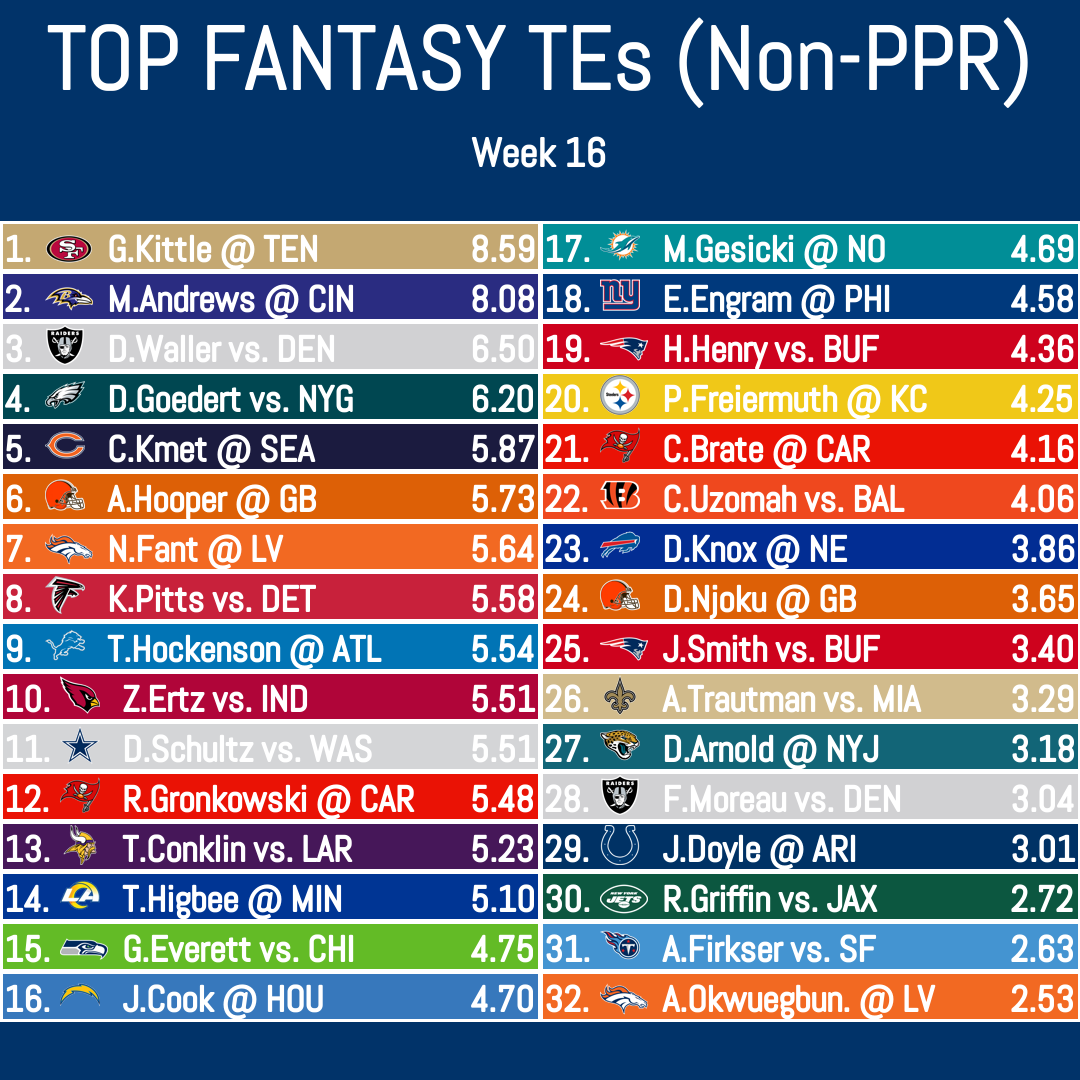 TOP FANTASY TEs (Non-PPR)
Week 16
1. G.Kittle @ TEN 8.59
2. M.Andrews @ CIN 8.08
3. RAIDERS D.Waller vs. DEN 6.50
4. D.Goedert vs. NYG 6.20
5. C.Kmet @ SEA 5.87
6. A.Hooper @ GB 5.73
7. N.Fant @ LV 5.64
8. K.Pitts vs. DET 5.58
9. T.Hockenson @ ATL 5.54
10. Z.Ertz vs. IND 5.51
11. D.Schultz vs. WAS 5.51
12. R.Gronkowski @ CAR 5.48
13. T.Conklin vs. LAR 5.23
14. T.Higbee @ MIN 5.10
15. G.Everett vs. CHI 4.75
16. J.Cook @ HOU 4.70
17. M.Gesicki @ NO 4.69
18. E.Engram @ PHI 4.58
19. H.Henry vs. BUF 4.36
20. P.Freiermuth @ KC 4.25
21. C.Brate @ CAR 4.16
22. C.Uzomah vs. BAL 4.06
23. D.Knox @ NE 3.86
24. D.Njoku @ GB 3.65
25. J.Smith vs. BUF 3.40
26. A.Trautman vs. MIA 3.29
27. D.Arnold @ NYJ 3.18
28. RAIDERS F.Moreau vs. DEN 3.04
29. J.Doyle @ ARI 3.01
30. NEW YORK JETS R.Griffin vs. JAX 2.72
31. A.Firkser vs. SF 2.63
32. A.Okwuegbun. @ LV 2.53